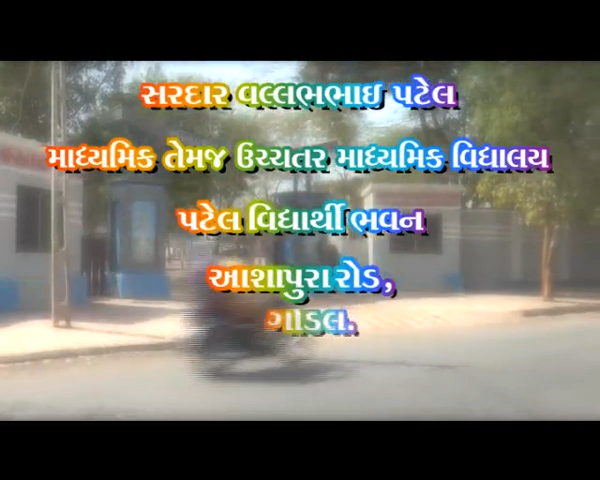 સરદાર વલ્લભભાઇ પટેલ
માધ્યમિક તેમજ ઉચ્ચતર માધ્યમિક વિદ્યાલય
પટેલ વિદ્યાર્થી ભવન
આશાપુરા રોડ,
ગોંડલ.